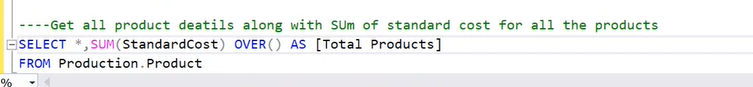 ----Get all product deatils along with SUm of standard cost for all the products
SELECT *,SUM(StandardCost) OVER() AS [Total Products]
FROM Production.Product
%